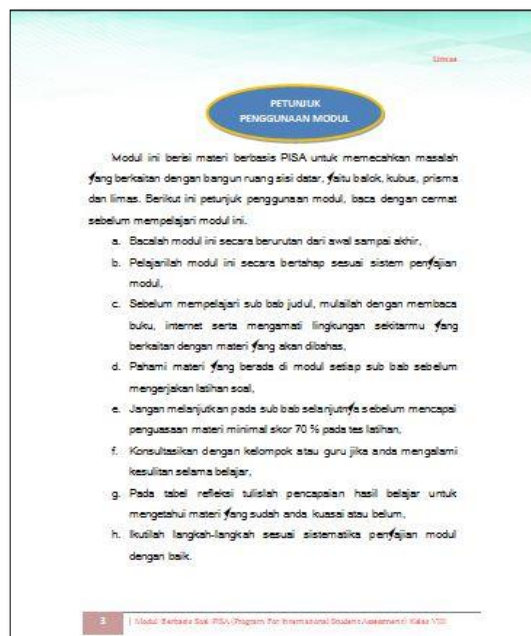 Limas
PETUNJUK
PENGGUNAAN MODUL
Modul ini berisi materi berbasis PISA untuk memecahkan masalah
yang berkaitan dengan bangun ruang sisi datar, yaitu balok, kubus, prisma
dan limas. Berikut ini petunjuk penggunaan modul, baca dengan cermat
sebelum mempelajari modul ini.
a. Bacalah modul ini secara berurutan dari awal sampai akhir,
b. Pelajarilah modul ini secara bertahap sesuai sistem penyajian
modul,
c. Sebelum mempelajari sub bab judul, mulailah dengan membaca
buku, internet serta mengamati lingkungan sekitarmu yang
berkaitan dengan materi yang akan dibahas,
d. Pahami materi yang berada di modul setiap sub bab sebelum
mengerjakan latihan soal,
e. Jangan melanjutkan pada sub bab selanjutnya sebelum mencapai
penguasaan materi minimal skor 70 % pada tes latihan,
f. Konsultasikan dengan kelompok atau guru jika anda mengalami
kesulitan selama belajar,
g. Pada tabel refleksi tulislah pencapaian hasil belajar untuk
mengetahui materi yang sudah anda kuasai atau belum,
h. Ikutilah langkah-langkah sesuai sistematika penyajian modul
dengan baik.
3 | Modul Berbasis Soal PISA (Program For International Student Assessment) Kelas VIII